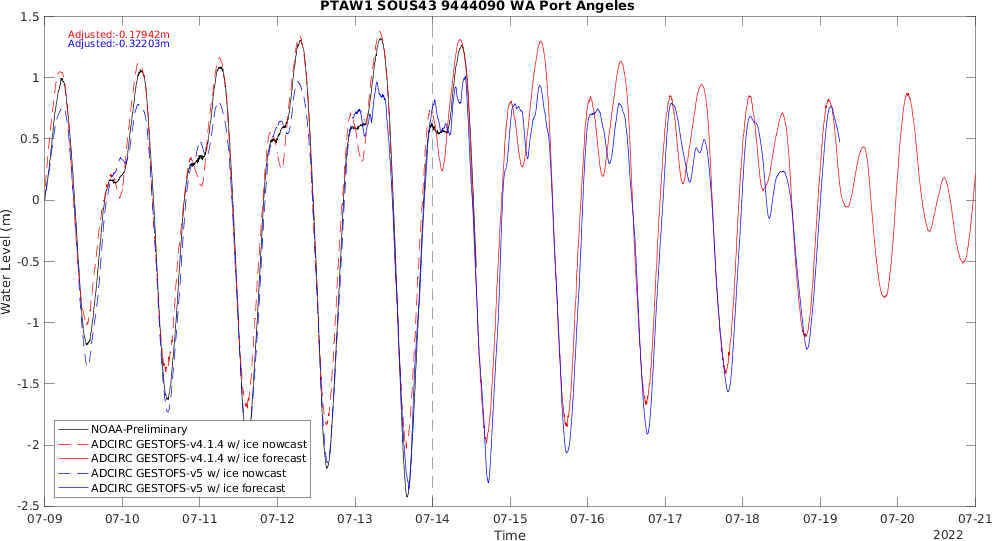 PTAW1 SOUS43 9444090 WA Port Angeles
Adjusted:-0.17942m
Adjusted:-0.32203m
1.5
1
0.5
0
-0.5
-1
-1.5
-2
-2.5
Water Level (m)
NOAA-Preliminary
ADCIRC GESTOFS-v4.1.4 w/ ice nowcast
ADCIRC GESTOFS-v4.1.4 w/ ice forecast
ADCIRC GESTOFS-v5 w/ ice nowcast
ADCIRC GESTOFS-v5 w/ ice forecast
07-09 07-10 07-11 07-12 07-13 07-14 07-15 07-16 07-17 07-18 07-19 07-20 07-21
Time
2022